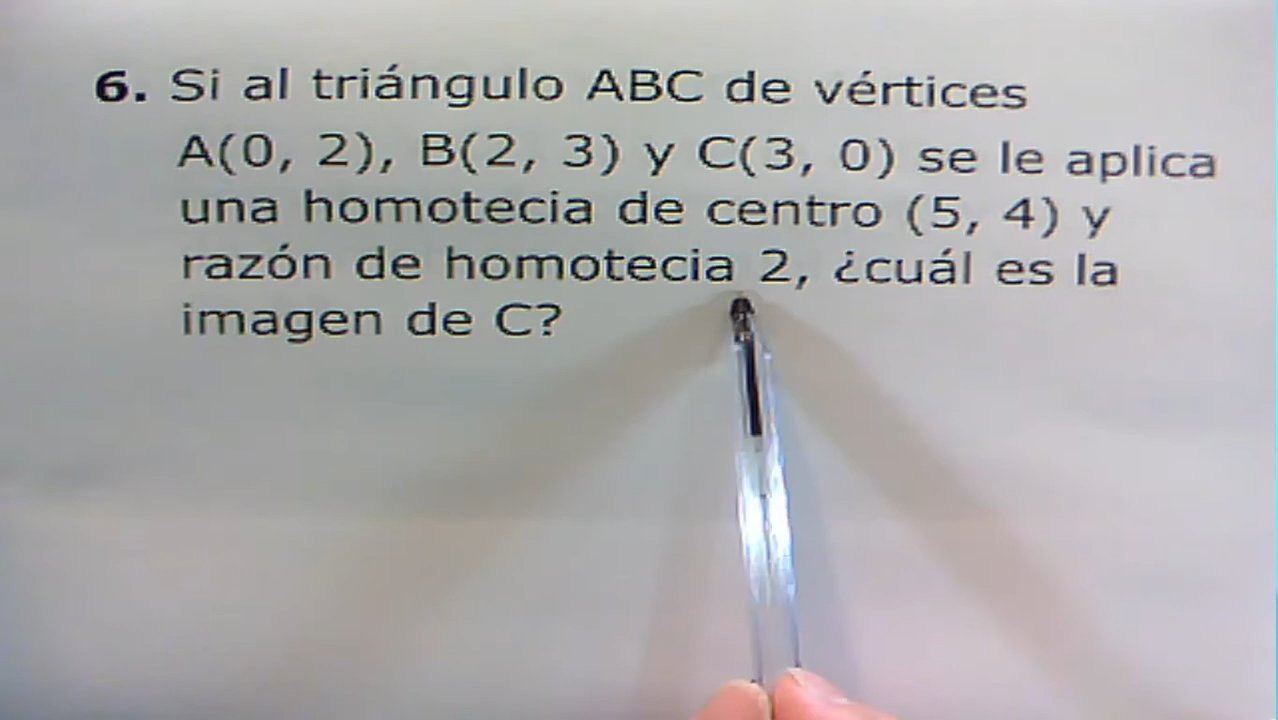 6. Si al triángulo ABC de vértices
A(0, 2), B(2, 3) y C(3, 0) se le aplica
una homotecia de centro (5, 4) y
razón de homotecia 2, ¿cuál es la
imagen de C?